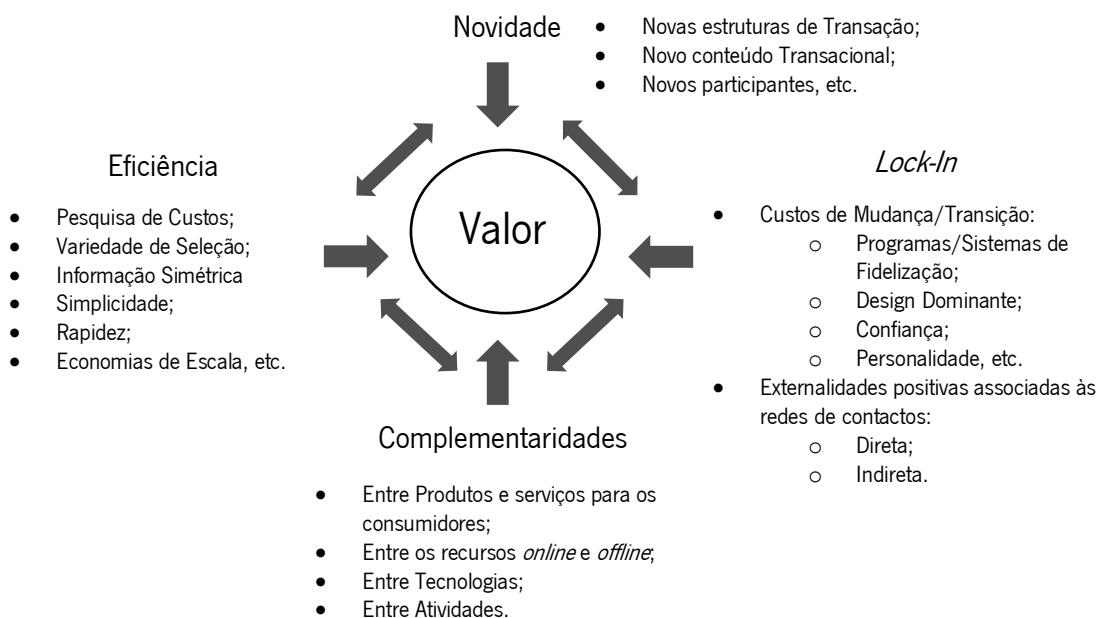 Novidade
• Novas estruturas de Transação;
• Novo conteúdo Transacional;
• Novos participantes, etc.
Eficiência
• Pesquisa de Custos;
• Variedade de Seleção;
• Informação Simétrica
• Simplicidade;
• Rapidez;
• Economias de Escala, etc.
Valor
Lock-In
• Custos de Mudança/Transição:
o Programas/Sistemas de
Fidelização;
o Design Dominante;
o Confiança;
o Personalidade, etc.
• Externalidades positivas associadas às
redes de contactos:
o Direta;
o Indireta.
Complementaridades
• Entre Produtos e serviços para os
consumidores;
• Entre os recursos online e offline;
• Entre Tecnologias;
• Entre Atividades.